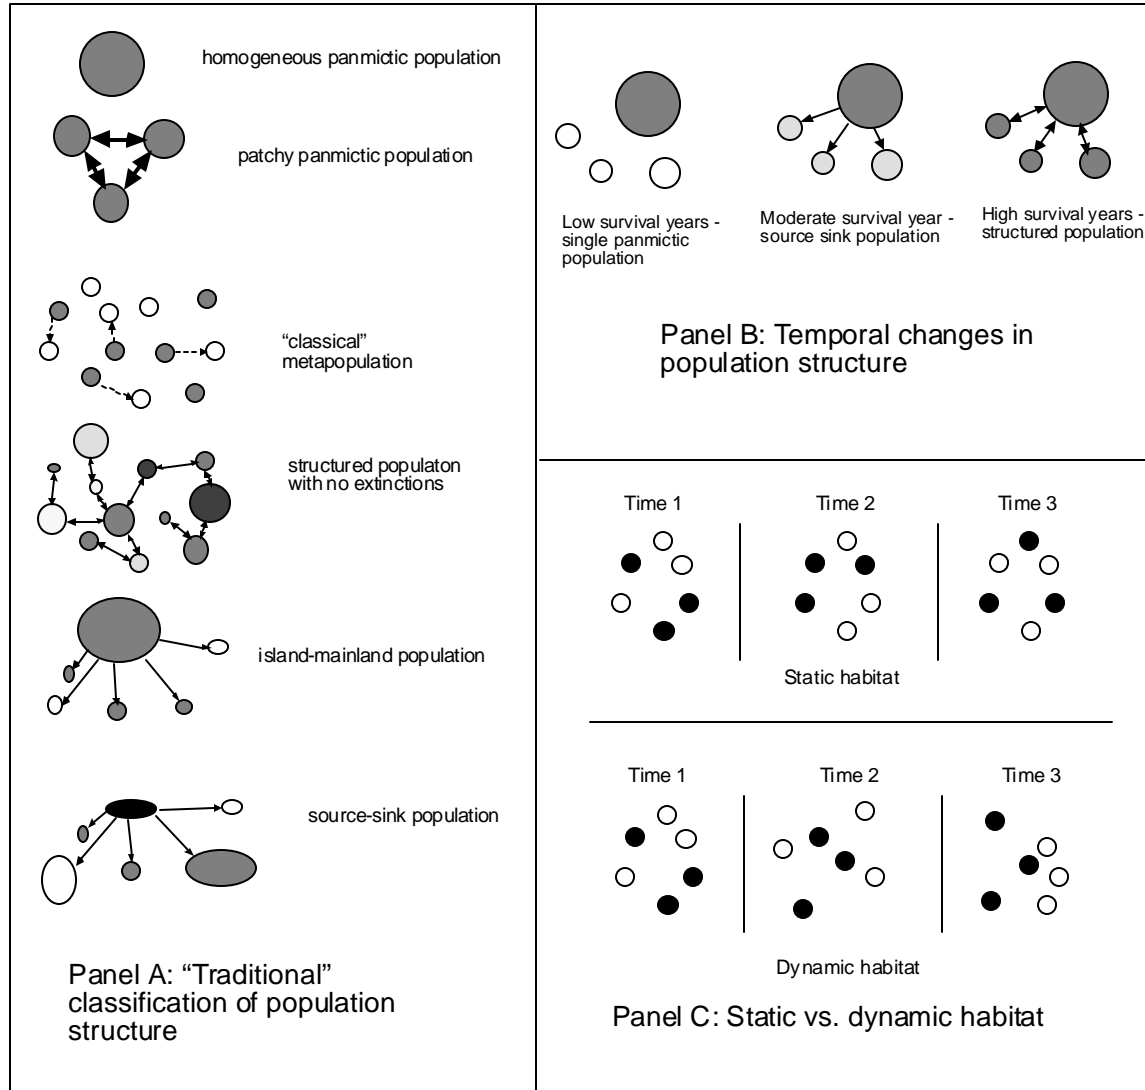 homogeneous panmictic population
patchy panmictic population
“classical”
metapopulation
structured populaton
with no extinctions
island-mainland population
source-sink population
Panel A: “Traditional”
classification of population
structure
Low survival years -
single panmictic
population
Moderate survival year -
source sink population
High survival years -
structured population
Panel B: Temporal changes in
population structure
Time 1
Time 2
Time 3
Static habitat
Time 1
Time 2
Time 3
Dynamic habitat
Panel C: Static vs. dynamic habitat